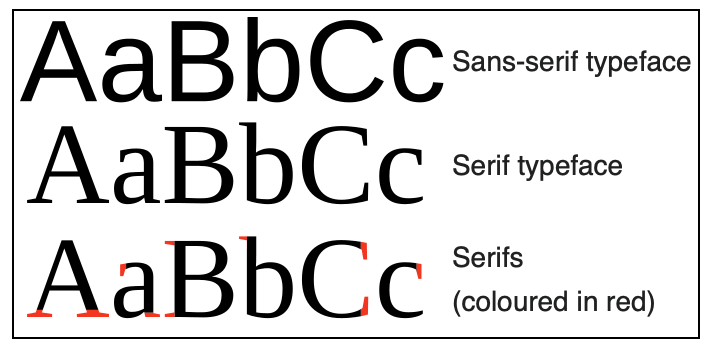 AaBbCc Sans-serif typeface
AaBbCc Serif typeface
AaBbCc Serifs
(coloured in red)